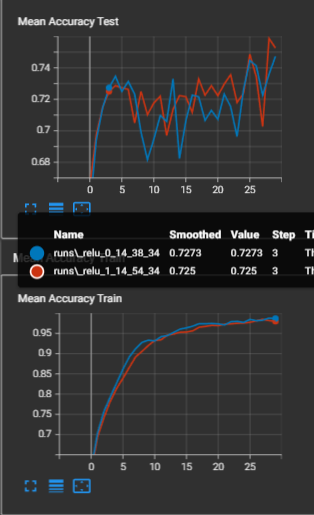 Mean Accuracy Test
0.74
0.72
0.7
0.68
0 5 10 15 20 25
Name Smoothed Value Step Ti
runs\_relu_0_14_38_34 0.7273 0.7273 3 Th
runs\_relu_1_14_54_34 0.725 0.725 3 Th
Mean Accuracy Train
Mean Accuracy Train
0.95
0.9
0.85
0.8
0.75
0.7
0 5 10 15 20 25